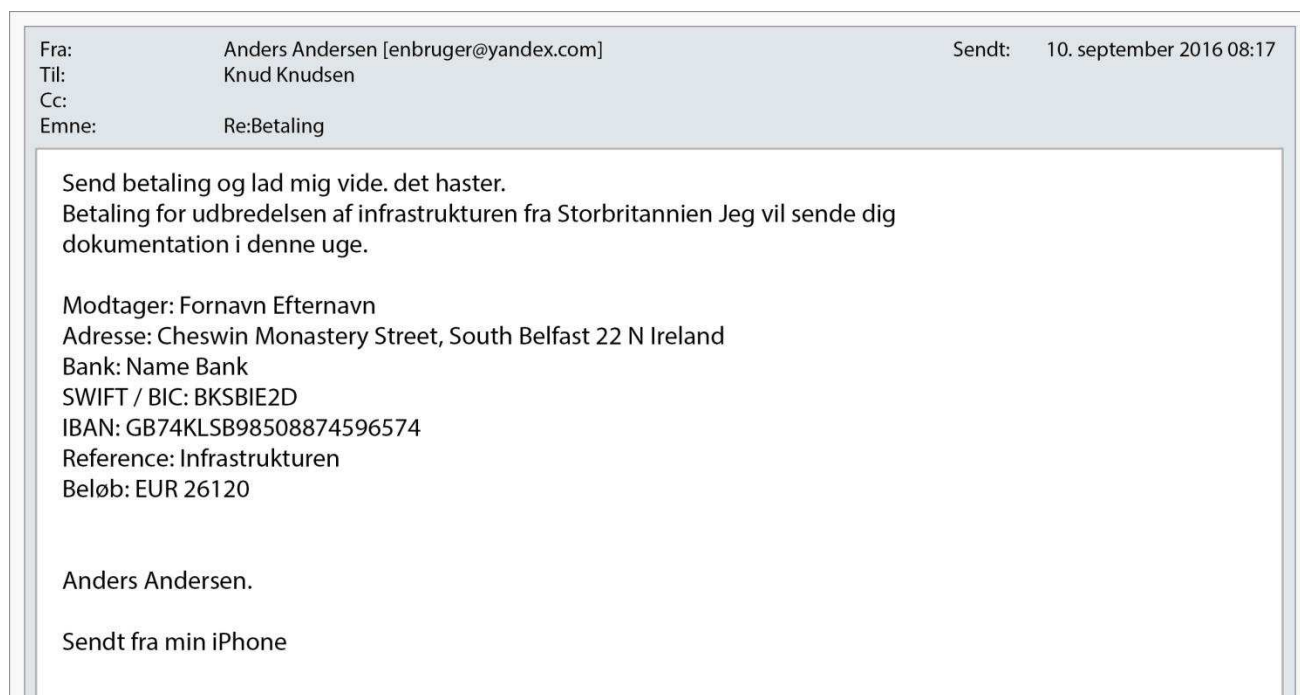 Fra: Anders Andersen [enbruger@yandex.com] Sendt: 10. september 2016 08:17
Til: Knud Knudsen
Cc:
Emne: Re:Betaling
Send betaling og lad mig vide. det haster.
Betaling for udbredelsen af infrastrukturen fra Storbritannien Jeg vil sende dig
dokumentation i denne uge.
Modtager: Fornavn Efternavn
Adresse: Cheswin Monastery Street, South Belfast 22 N Ireland
Bank: Name Bank
SWIFT / BIC: BKSBIE2D
IBAN: GB74KLSB98508874596574
Reference: Infrastrukturen
Beløb: EUR 26120
Anders Andersen.
Sendt fra min iPhone